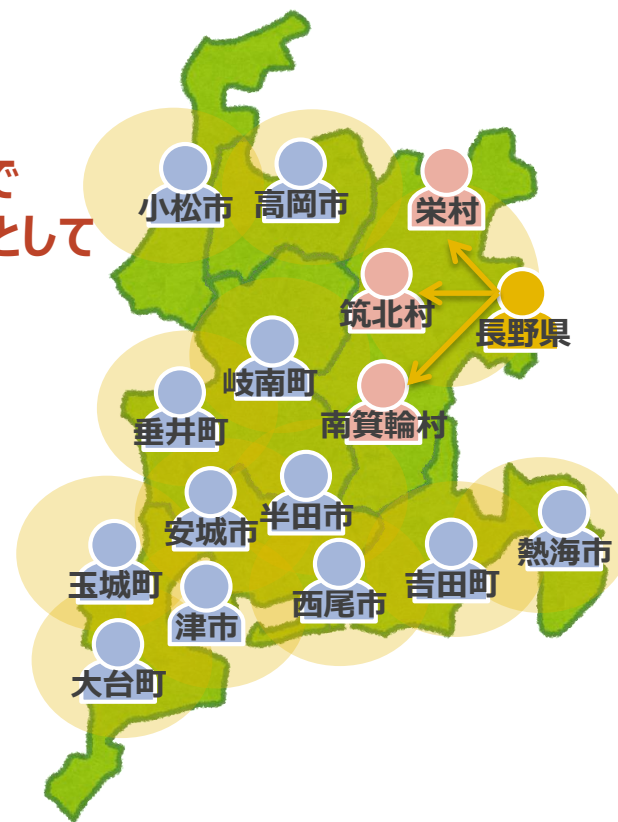 で
として
小松市
高岡市
栄村
筑北村
長野県
岐南町
垂井町
南箕輪村
安城市
半田市
熱海市
玉城町
津市
西尾市
吉田町
大台町